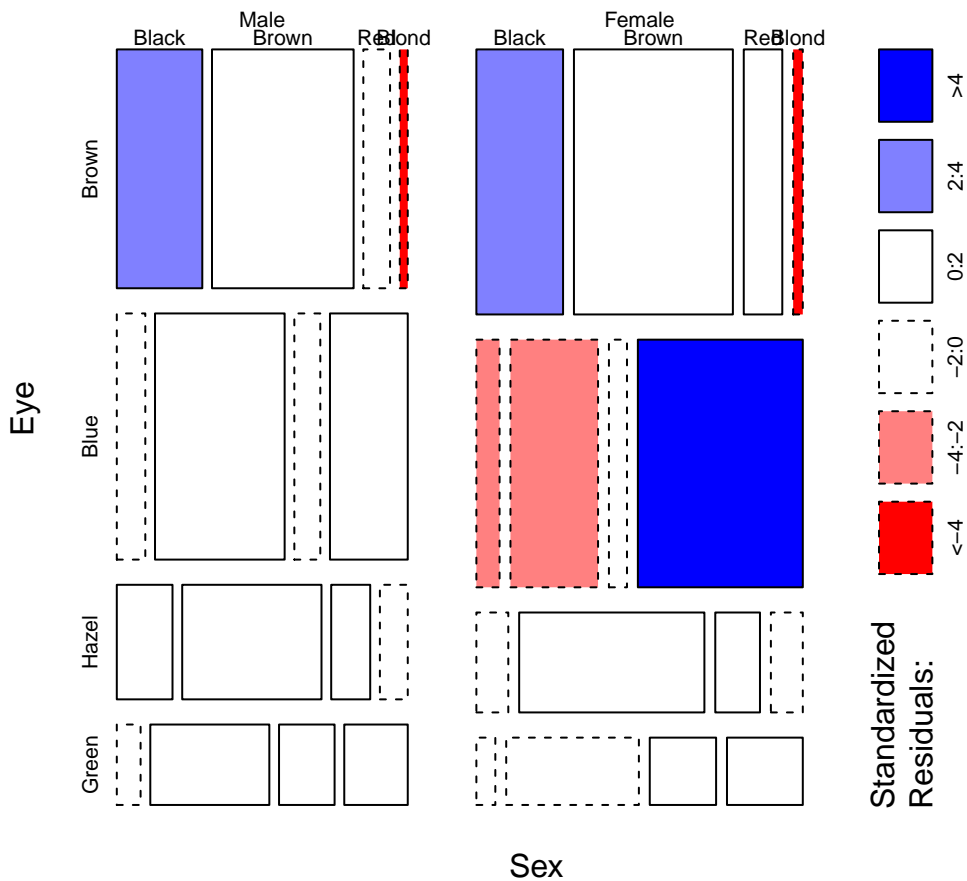 Male
Female
Black
Brown
Red
Blond
Black
Brown
Red
Blond
Brown
Blue
Hazel
Green
Eye
Sex
Standardized
Residuals:
<−4
−4:−2
−2:0
0:2
2:4
>4